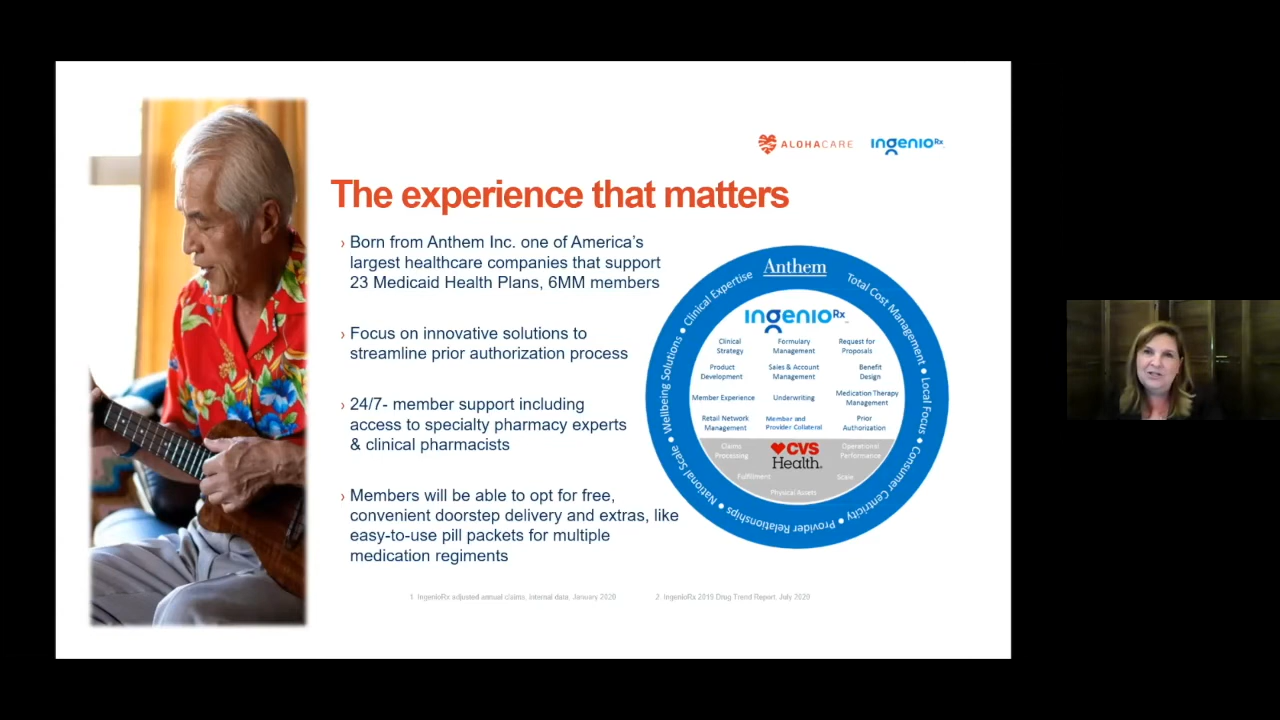 ALOHACARE
ingenioRx
The experience that matters
› Born from Anthem Inc. one of America's
largest healthcare companies that support
23 Medicaid Health Plans, 6MM members
› Focus on innovative solutions to
streamline prior authorization process
› 24/7- member support including
access to specialty pharmacy experts
& clinical pharmacists
› Members will be able to opt for free,
convenient doorstep delivery and extras, like
easy-to-use pill packets for multiple
medication regiments
Anthem
Clinical Expertise
Total Cost Management
Local Focus
Consumer Centricity
Provider Relationships
National Scale
Wellbeing Solutions
ingenioRx
Clinical
Strategy
Formulary
Management
Request for
Proposals
Product
Development
Sales & Account
Management
Benefit
Design
Member Experience
Underwriting
Medication Therapy
Management
Retail Network
Management
Member and
Provider Collateral
Prior
Authorization
Claims
Processing
CVS
Health.
Operational
Performance
Fulfillment
Scale
Physical Assets
1. IngenioRx adjusted annual claims, internal data, January 2020
2. IngenioRx 2019 Drug Trend Report. July 2020